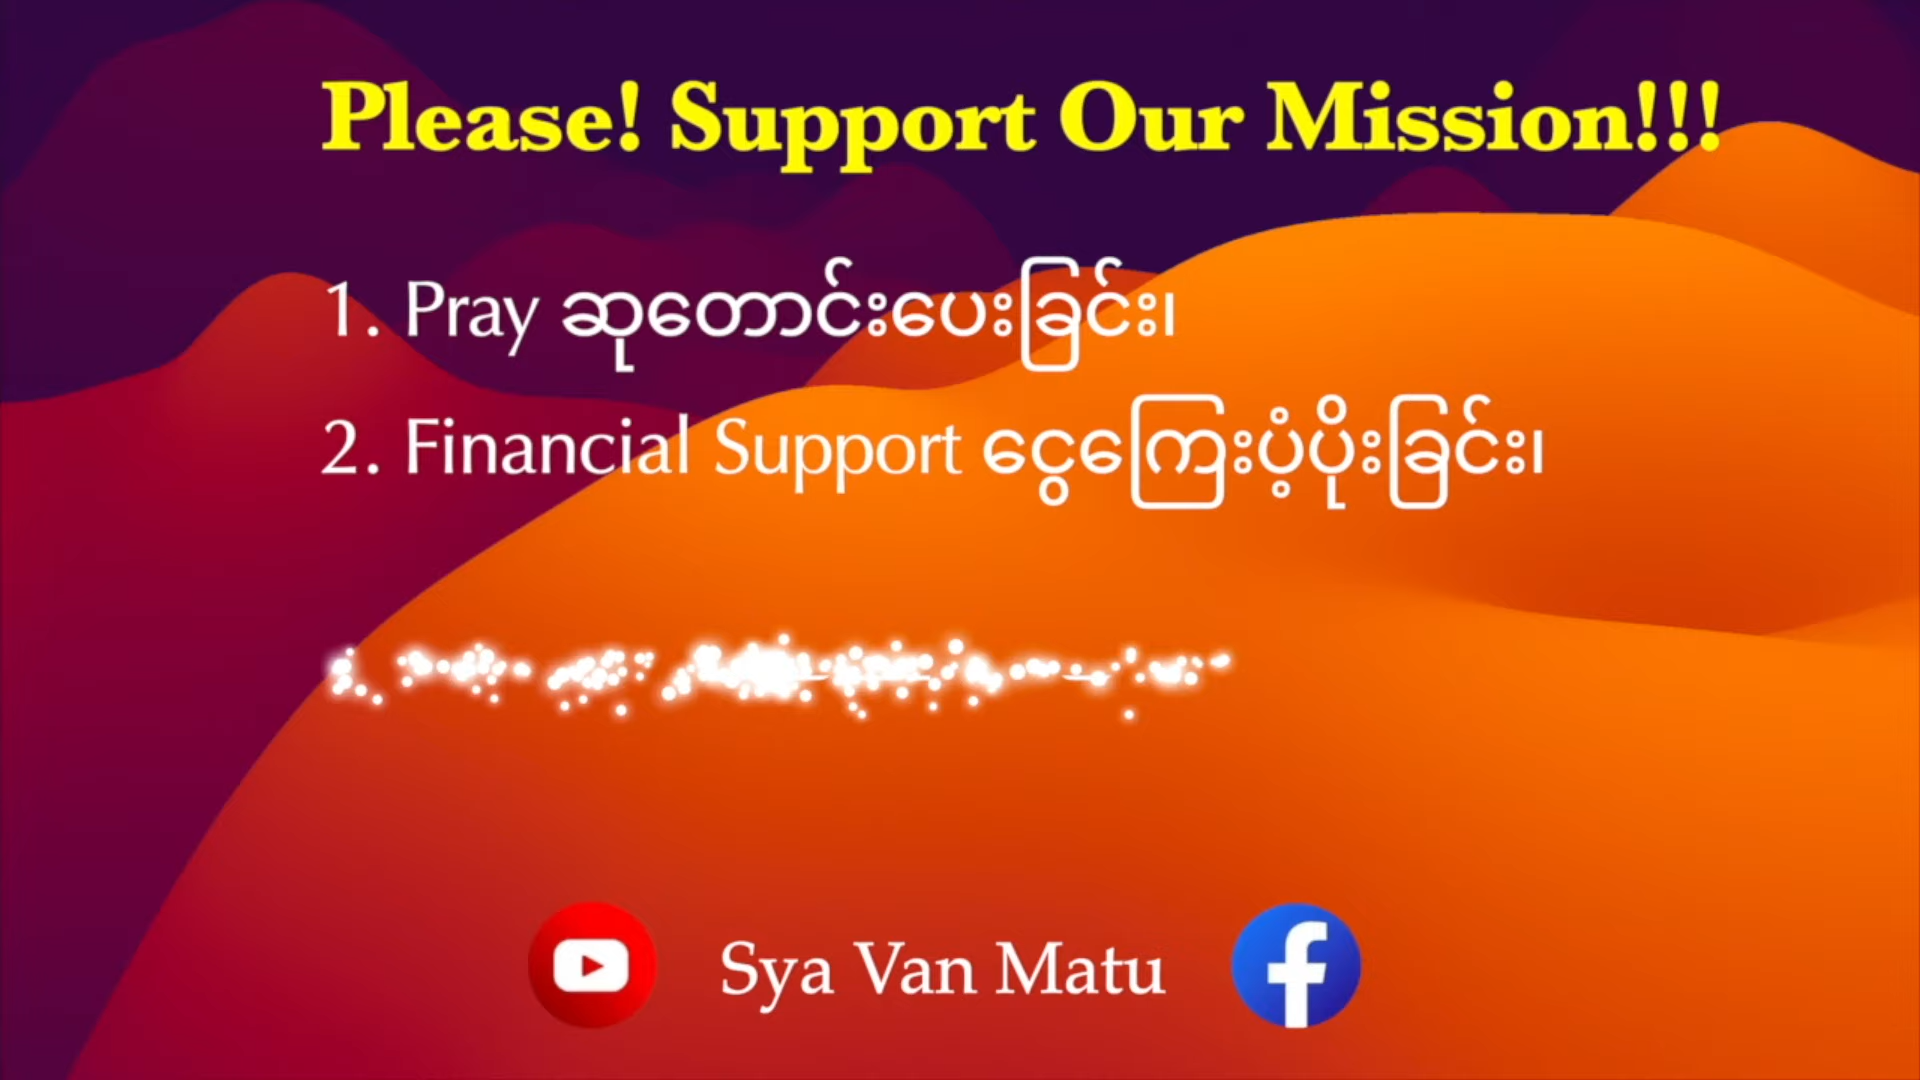 Please! Support Our Mission!!!
1. Pray ဆုတောင်းပေးခြင်း၊
2. Financial Support ငွေကြေးပံ့ပိုးခြင်း၊
Sya Van Matu